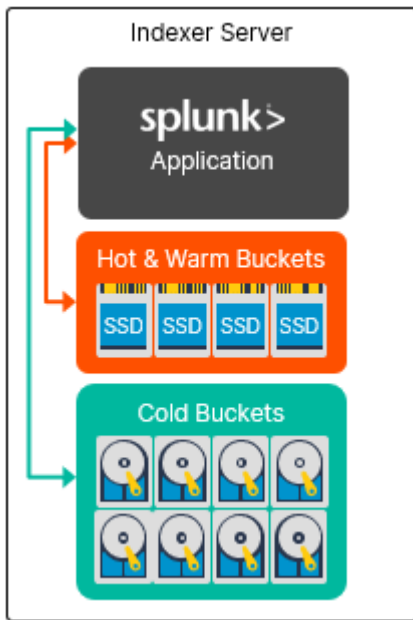 Indexer Server
splunk>
Application
Hot & Warm Buckets
SSD SSD SSD SSD
Cold Buckets